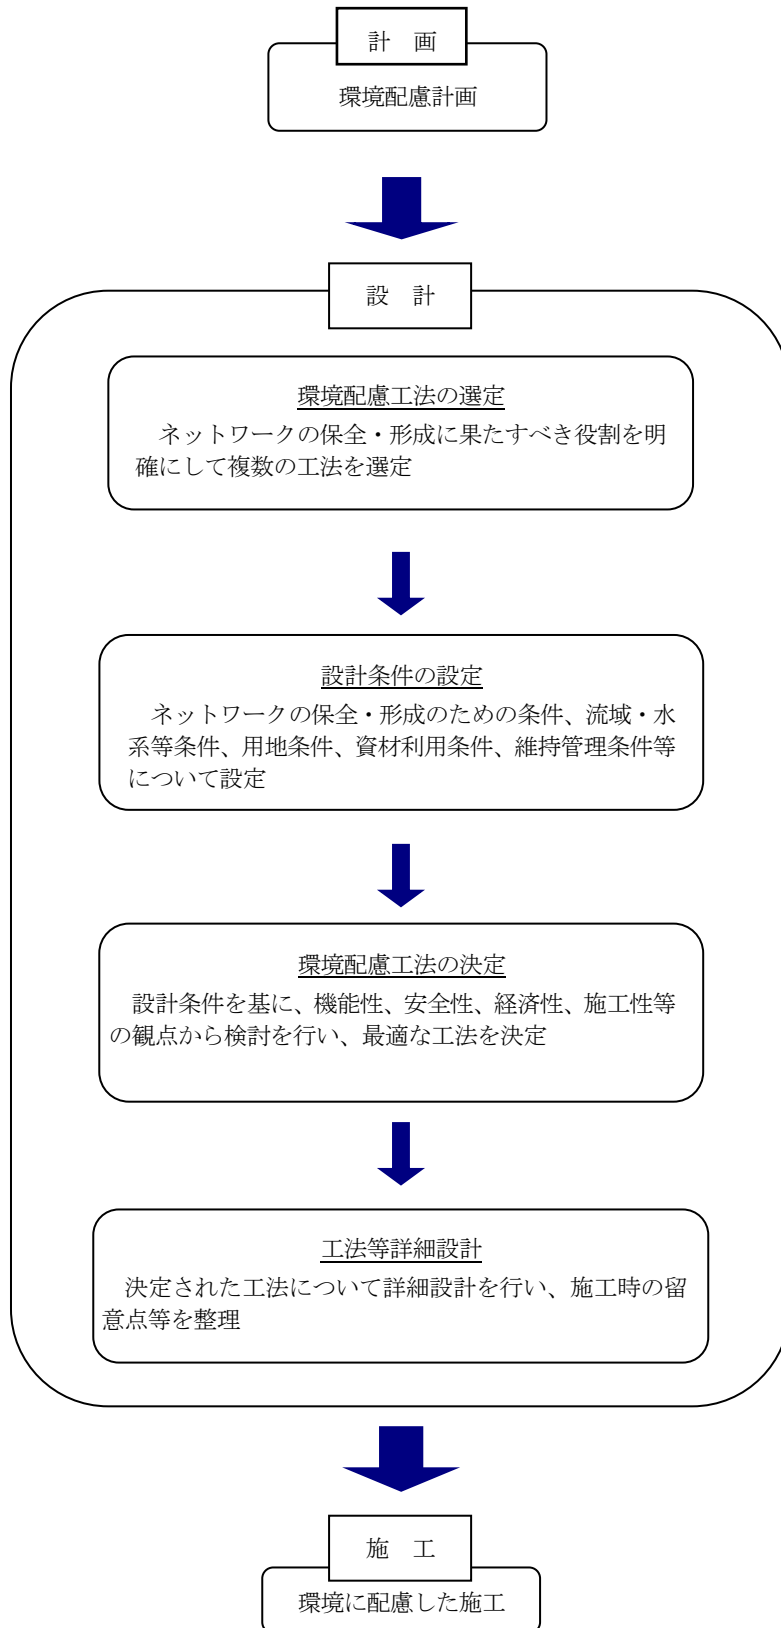 計　画
環境配慮計画
設　計
環境配慮工法の選定
ネットワークの保全・形成に果たすべき役割を明
確にして複数の工法を選定
設計条件の設定
ネットワークの保全・形成のための条件、流域・水
系等条件、用地条件、資材利用条件、維持管理条件等
について設定
環境配慮工法の決定
設計条件を基に、機能性、安全性、経済性、施工性等
の観点から検討を行い、最適な工法を決定
工法等詳細設計
決定された工法について詳細設計を行い、施工時の留
意点等を整理
施　工
環境に配慮した施工